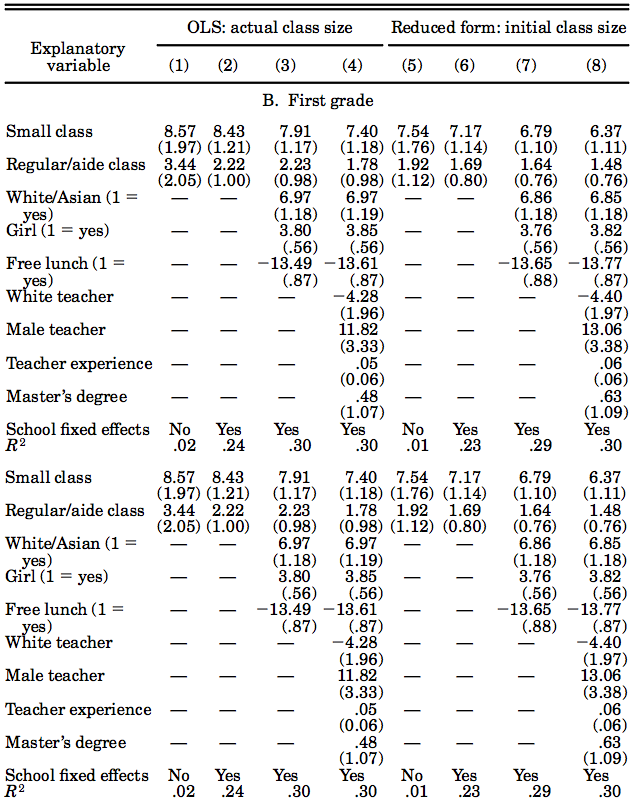 OLS: actual class size Reduced form: initial class size
Explanatory
variable (1) (2) (3) (4) (5) (6) (7) (8)
B. First grade
Small class 8.57 8.43 7.91 7.40 7.54 7.17 6.79 6.37
(1.97) (1.21) (1.17) (1.18) (1.76) (1.14) (1.10) (1.11)
Regular/aide class 3.44 2.22 2.23 1.78 1.92 1.69 1.64 1.48
(2.05) (1.00) (0.98) (0.98) (1.12) (0.80) (0.76) (0.76)
White/Asian (1 = — — 6.97 6.97 — — 6.86 6.85
yes) (1.18) (1.19) (1.18) (1.18)
Girl (1 = yes) — — 3.80 3.85 — — 3.76 3.82
(.56) (.56) (.56) (.56)
Free lunch (1 = — — −13.49 −13.61 — — −13.65 −13.77
yes) (.87) (.87) (.88) (.87)
White teacher — — — −4.28 — — — −4.40
(1.96) (1.97)
Male teacher — — — 11.82 — — — 13.06
(3.33) (3.38)
Teacher experience — — — .05 — — — .06
(0.06) (.06)
Master's degree — — — .48 — — — .63
(1.07) (1.09)
School fixed effects No Yes Yes Yes No Yes Yes Yes
R² .02 .24 .30 .30 .01 .23 .29 .30
Small class 8.57 8.43 7.91 7.40 7.54 7.17 6.79 6.37
(1.97) (1.21) (1.17) (1.18) (1.76) (1.14) (1.10) (1.11)
Regular/aide class 3.44 2.22 2.23 1.78 1.92 1.69 1.64 1.48
(2.05) (1.00) (0.98) (0.98) (1.12) (0.80) (0.76) (0.76)
White/Asian (1 = — — 6.97 6.97 — — 6.86 6.85
yes) (1.18) (1.19) (1.18) (1.18)
Girl (1 = yes) — — 3.80 3.85 — — 3.76 3.82
(.56) (.56) (.56) (.56)
Free lunch (1 = — — −13.49 −13.61 — — −13.65 −13.77
yes) (.87) (.87) (.88) (.87)
White teacher — — — −4.28 — — — −4.40
(1.96) (1.97)
Male teacher — — — 11.82 — — — 13.06
(3.33) (3.38)
Teacher experience — — — .05 — — — .06
(0.06) (.06)
Master's degree — — — .48 — — — .63
(1.07) (1.09)
School fixed effects No Yes Yes Yes No Yes Yes Yes
R² .02 .24 .30 .30 .01 .23 .29 .30